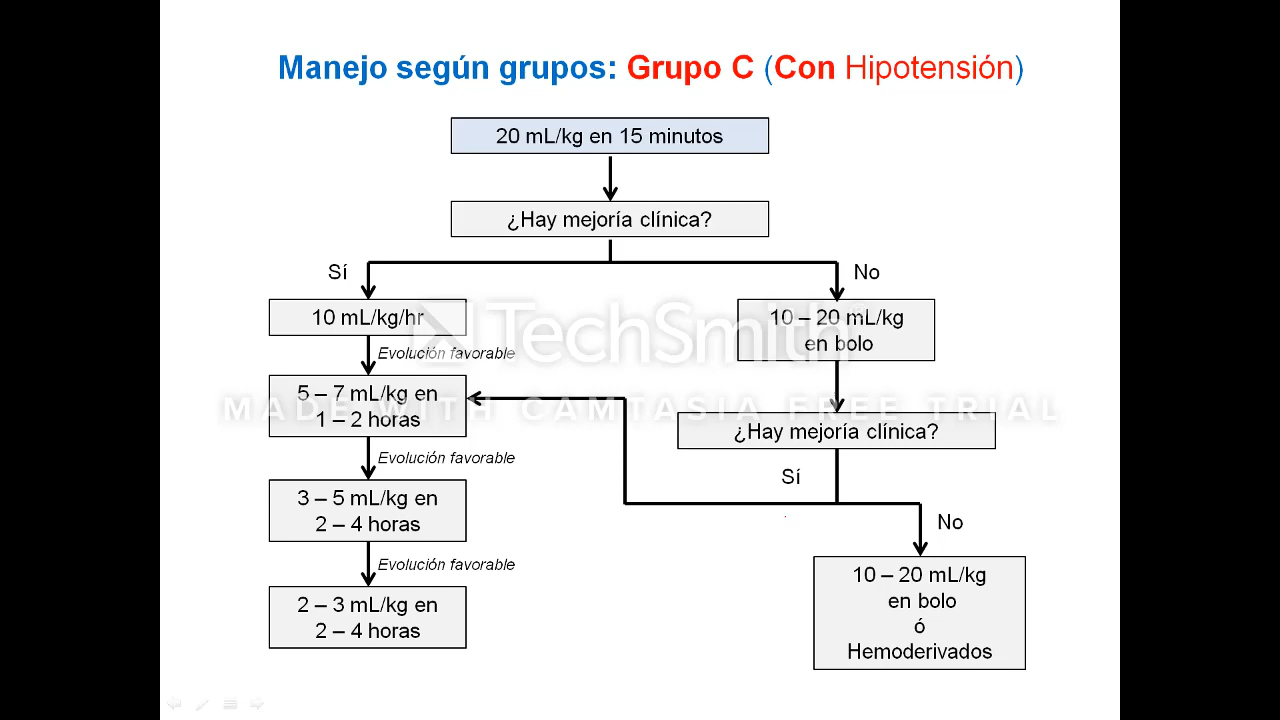 Manejo según grupos: Grupo C (Con Hipotensión)
20 mL/kg en 15 minutos
¿Hay mejoría clínica?
Sí
No
10 mL/kg/hr
10 – 20 mL/kg
en bolo
TechSmith
Evolución favorable
5 – 7 mL/kg en
1 – 2 horas
MADE WITH CAMTASIA FREE TRIAL
¿Hay mejoría clínica?
Evolución favorable
Sí
3 – 5 mL/kg en
2 – 4 horas
No
Evolución favorable
10 – 20 mL/kg
en bolo
ó
Hemoderivados
2 – 3 mL/kg en
2 – 4 horas